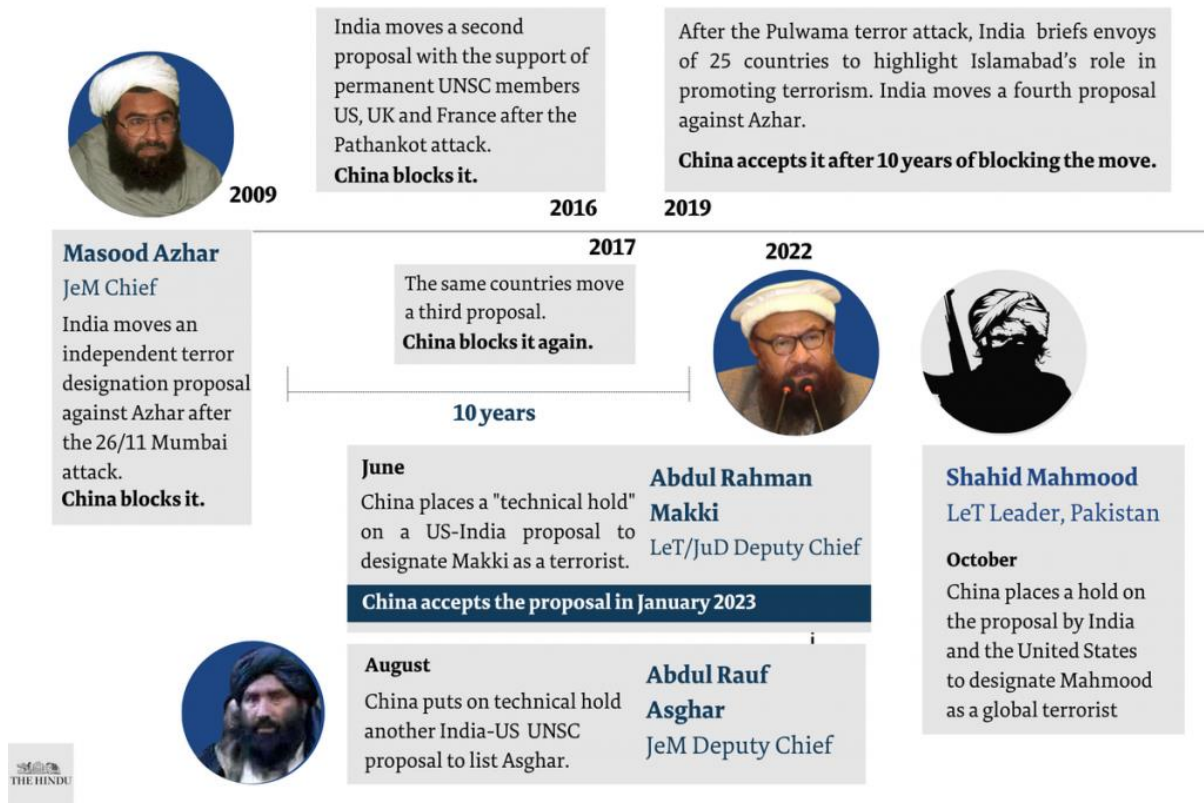 2009
Masood Azhar
JeM Chief
India moves an
independent terror
designation proposal
against Azhar after
the 26/11 Mumbai
attack.
China blocks it.
India moves a second
proposal with the support of
permanent UNSC members
US, UK and France after the
Pathankot attack.
China blocks it.
2016
2017
The same countries move
a third proposal.
China blocks it again.
10 years
After the Pulwama terror attack, India briefs envoys
of 25 countries to highlight Islamabad’s role in
promoting terrorism. India moves a fourth proposal
against Azhar.
China accepts it after 10 years of blocking the move.
2019
2022
June
China places a "technical hold"
on a US-India proposal to
designate Makki as a terrorist.
Abdul Rahman
Makki
LeT/JuD Deputy Chief
China accepts the proposal in January 2023
August
China puts on technical hold
another India-US UNSC
proposal to list Asghar.
Abdul Rauf
Asghar
JeM Deputy Chief
Shahid Mahmood
LeT Leader, Pakistan
October
China places a hold on
the proposal by India
and the United States
to designate Mahmood
as a global terrorist
THE HINDU